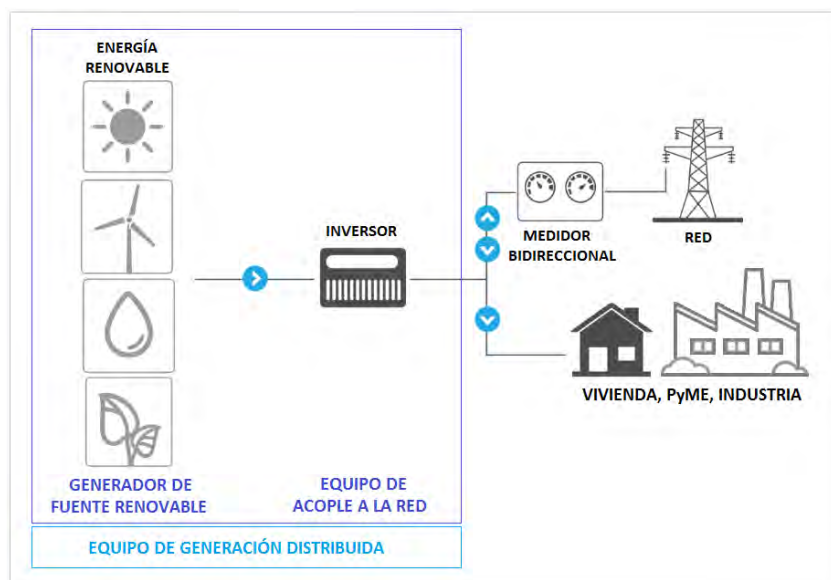 ENERGÍA
RENOVABLE
INVERSOR
MEDIDOR
BIDIRECCIONAL
RED
VIVIENDA, PyME, INDUSTRIA
GENERADOR DE
FUENTE RENOVABLE
EQUIPO DE
ACOPLE A LA RED
EQUIPO DE GENERACIÓN DISTRIBUIDA